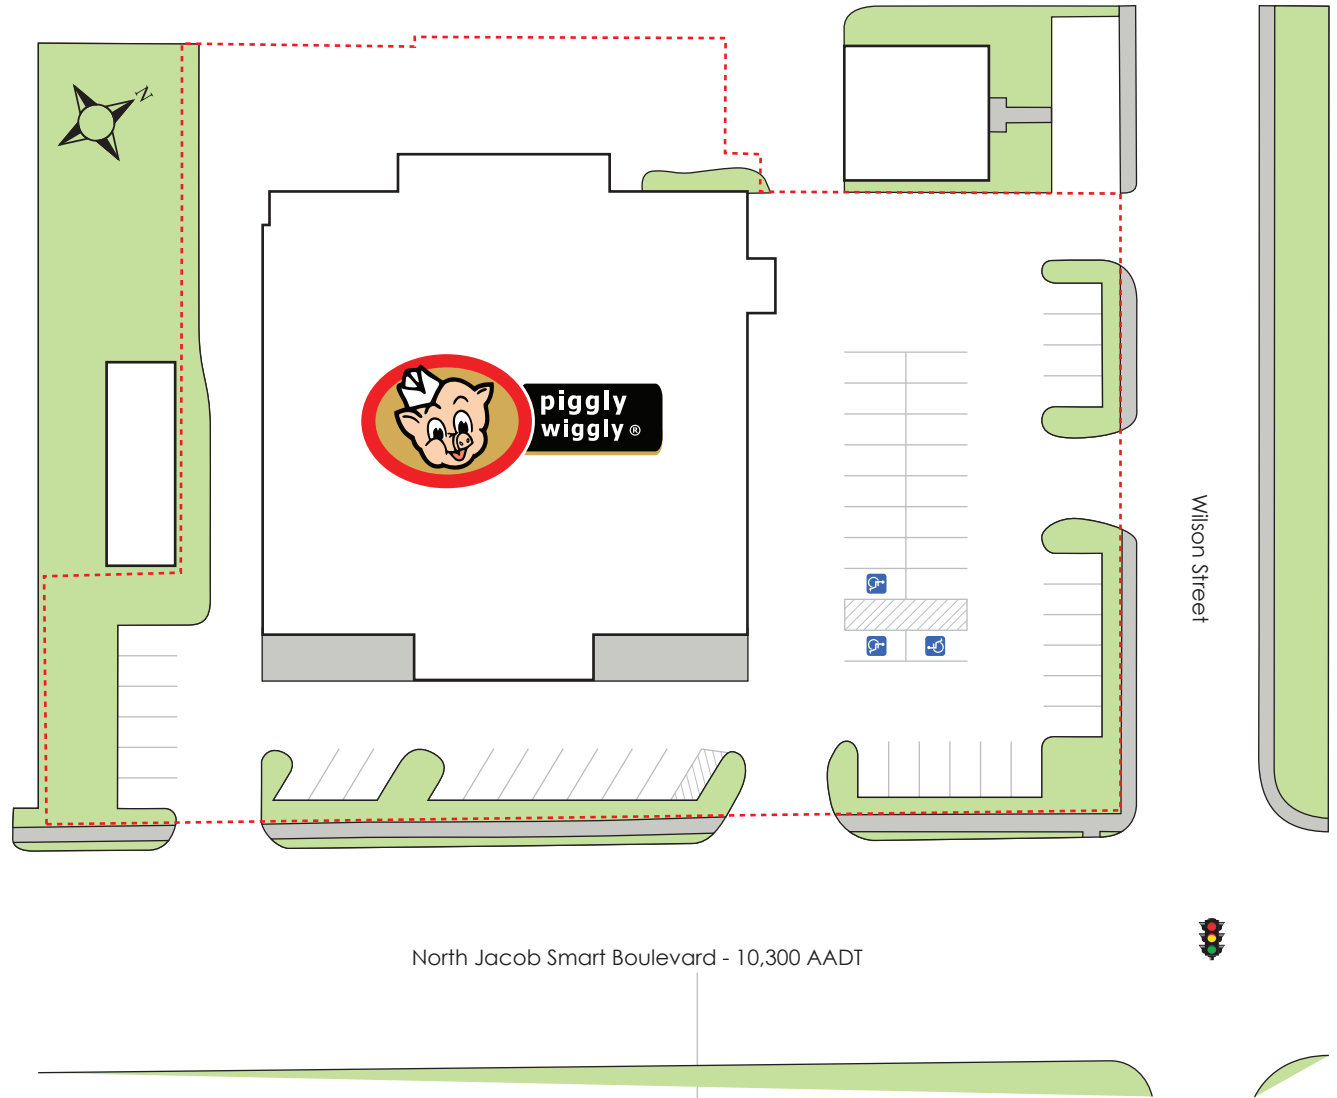 N
piggly
wiggly ®
Wilson Street
North Jacob Smart Boulevard - 10,300 AADT